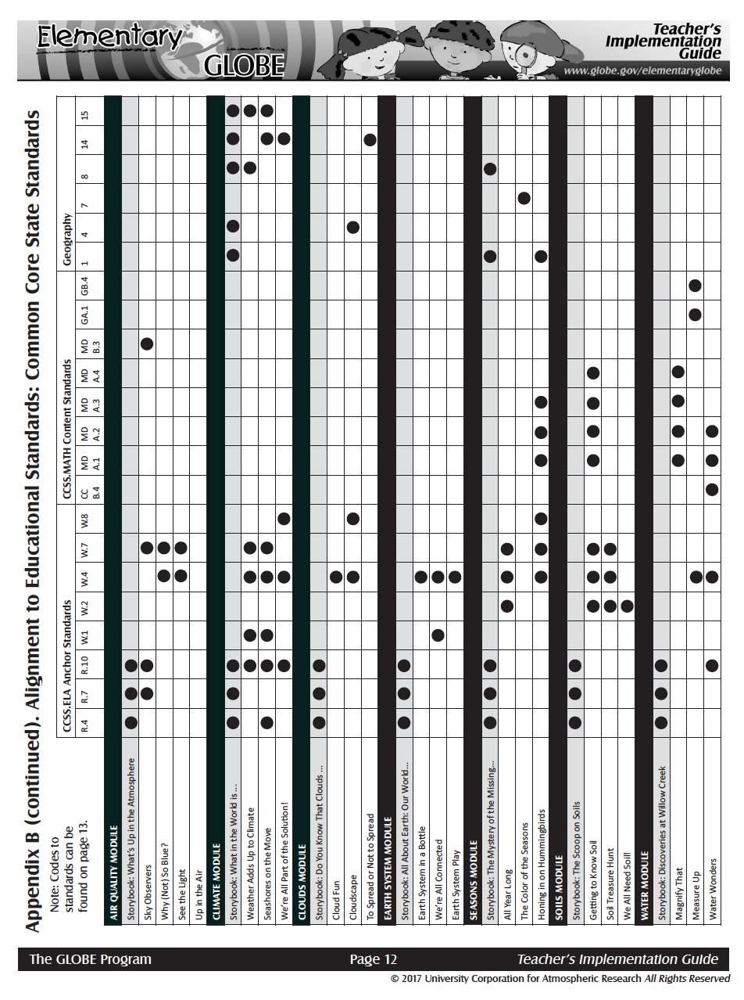 Elementary
GLOBE
Teacher's
Implementation
Guide
www.globe.gov/elementaryglobe
Appendix B (continued). Alignment to Educational Standards: Common Core State Standards
Note: Codes to
standards can be
found on page 13.
CCSS.ELA Anchor Standards
CCSS.MATH Content Standards
Geography
R.4
R.7
R.10
W.1
W.2
W.4
W.7
W.8
CC
B.4
MD
A.1
MD
A.2
MD
A.3
MD
A.4
MD
B.3
GA.1
GB.4
1
4
7
8
14
15
AIR QUALITY MODULE
Storybook: What's Up in the Atmosphere
Sky Observers
Why (Not) So Blue?
See the Light
Up in the Air
CLIMATE MODULE
Storybook: What in the World is ...
Weather Adds Up to Climate
Seashores on the Move
We're All Part of the Solution!
CLOUDS MODULE
Storybook: Do You Know That Clouds ...
Cloud Fun
Cloudscape
To Spread or Not to Spread
EARTH SYSTEM MODULE
Storybook: All About Earth: Our World...
Earth System in a Bottle
We're All Connected
Earth System Play
SEASONS MODULE
Storybook: The Mystery of the Missing...
All Year Long
The Color of the Seasons
Honing in on Hummingbirds
SOILS MODULE
Storybook: The Scoop on Soils
Getting to Know Soil
Soil Treasure Hunt
We All Need Soil!
WATER MODULE
Storybook: Discoveries at Willow Creek
Magnify That
Measure Up
Water Wonders
The GLOBE Program
Page 12
Teacher's Implementation Guide
© 2017 University Corporation for Atmospheric Research All Rights Reserved